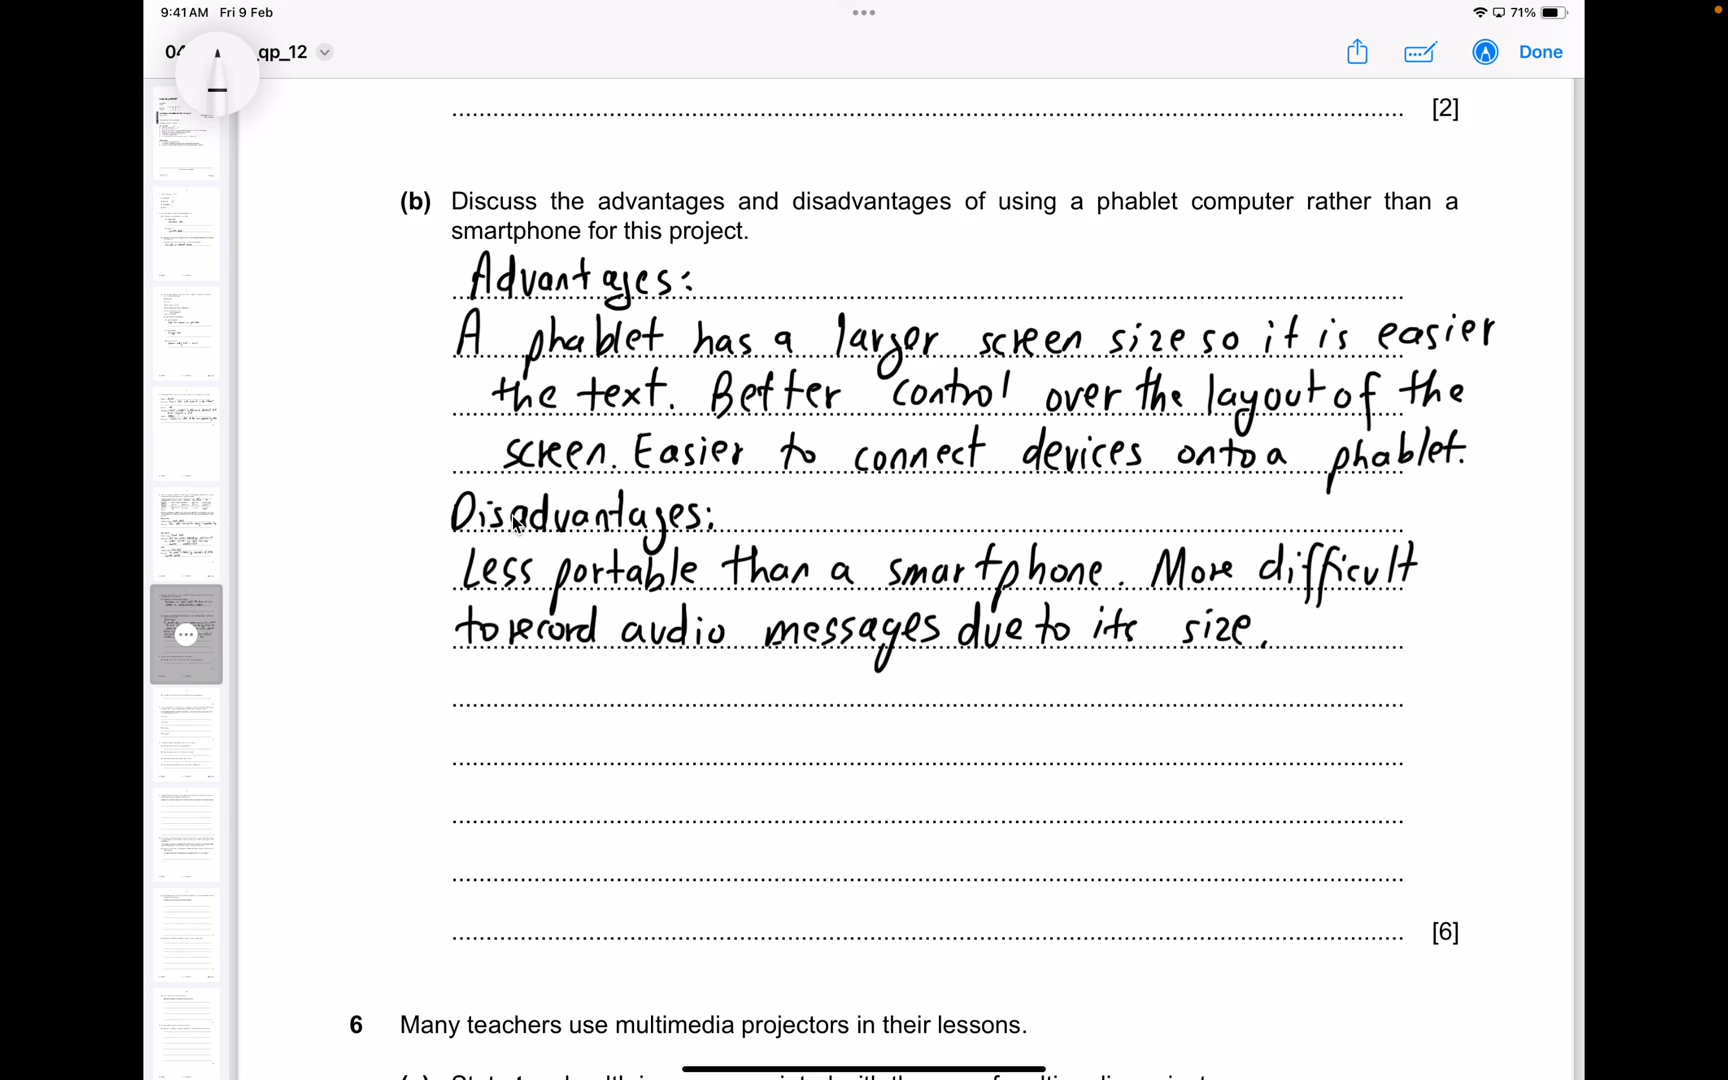 9:41 AM Fri 9 Feb
71%
04
_qp_12
Done
[2]
(b) Discuss the advantages and disadvantages of using a phablet computer rather than a
smartphone for this project.
Advantages:
A phablet has a larger screen size so it is easier
the text. Better control over the layout of the
screen. Easier to connect devices onto a phablet.
Disadvantages:
Less portable than a smartphone. More difficult
to record audio messages due to its size.
[6]
6 Many teachers use multimedia projectors in their lessons.